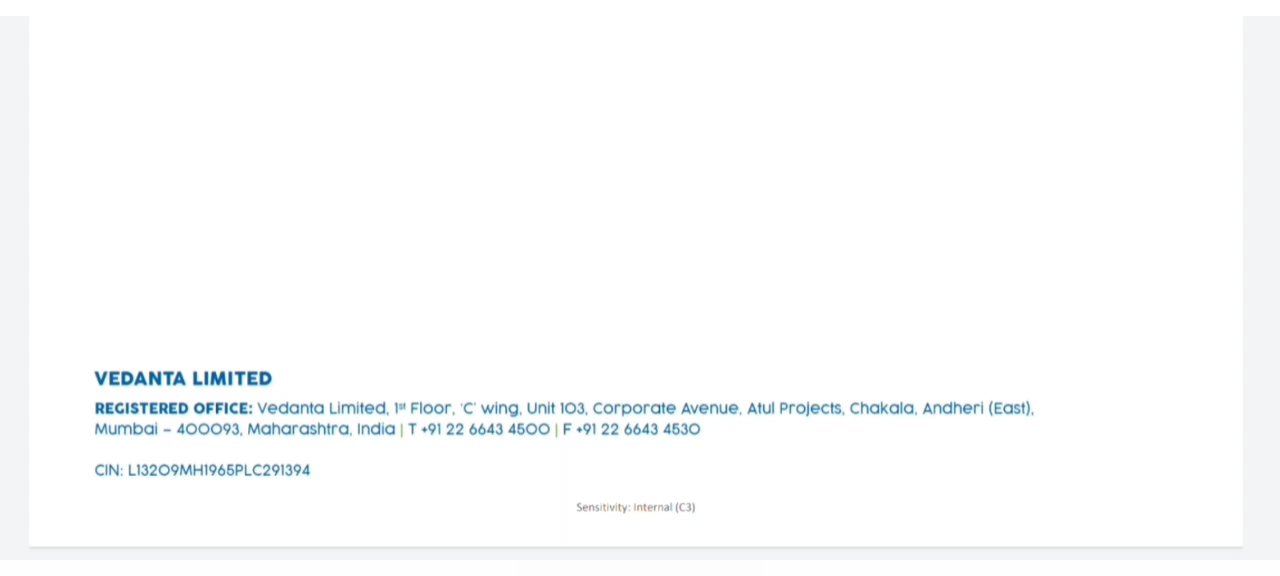 VEDANTA LIMITED
REGISTERED OFFICE: Vedanta Limited, 1st Floor, ‘C’ wing, Unit 103, Corporate Avenue, Atul Projects, Chakala, Andheri (East),
Mumbai – 400093, Maharashtra, India | T +91 22 6643 4500 | F +91 22 6643 4530
CIN: L13209MH1965PLC291394
Sensitivity: Internal (C3)